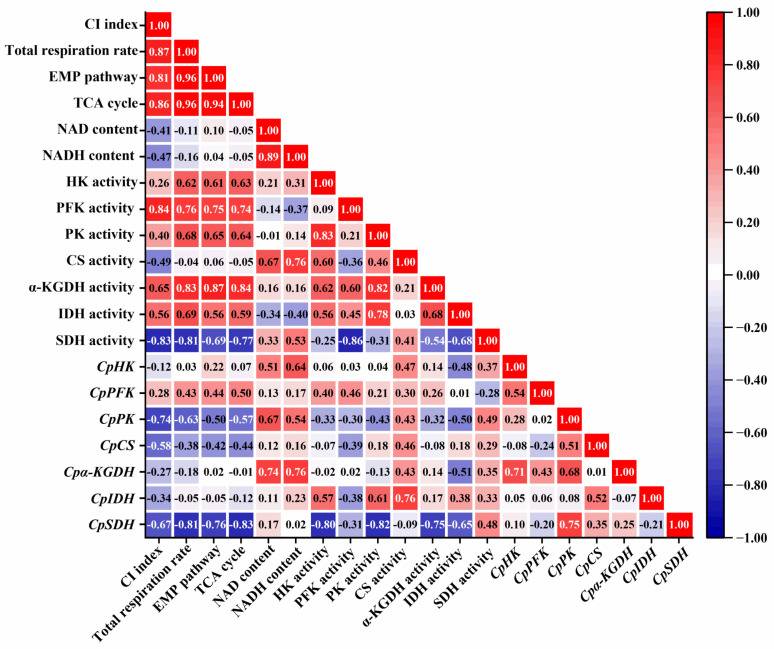 CI index 1.00
Total respiration rate 0.87 1.00
EMP pathway 0.81 0.96 1.00
TCA cycle 0.86 0.96 0.94 1.00
NAD content -0.41 -0.11 0.10 -0.05 1.00
NADH content -0.47 -0.16 0.04 -0.05 0.89 1.00
HK activity 0.26 0.62 0.61 0.63 0.21 0.31 1.00
PFK activity 0.84 0.76 0.75 0.74 -0.14 -0.37 0.09 1.00
PK activity 0.40 0.68 0.65 0.64 -0.01 0.14 0.83 0.21 1.00
CS activity -0.49 -0.04 0.06 -0.05 0.67 0.76 0.60 -0.36 0.46 1.00
α-KGDH activity 0.65 0.83 0.87 0.84 0.16 0.16 0.62 0.60 0.82 0.21 1.00
IDH activity 0.56 0.69 0.56 0.59 -0.34 -0.40 0.56 0.45 0.78 0.03 0.68 1.00
SDH activity -0.83 -0.81 -0.69 -0.77 0.33 0.53 -0.25 -0.86 -0.31 0.41 -0.54 -0.68 1.00
CpHK -0.12 0.03 0.22 0.07 0.51 0.64 0.06 0.03 0.04 0.47 0.14 -0.48 0.37 1.00
CpPFK 0.28 0.43 0.44 0.50 0.13 0.17 0.40 0.46 0.21 0.30 0.26 0.01 -0.28 0.54 1.00
CpPK -0.74 -0.63 -0.50 -0.57 0.67 0.54 -0.33 -0.30 -0.43 0.43 -0.32 -0.50 0.49 0.28 0.02 1.00
CpCS -0.58 -0.38 -0.42 -0.44 0.12 0.16 -0.07 -0.39 0.18 0.46 -0.08 0.18 0.29 -0.08 -0.24 0.51 1.00
Cpα-KGDH -0.27 -0.18 0.02 -0.01 0.74 0.76 -0.02 0.02 -0.13 0.43 0.14 -0.51 0.35 0.71 0.43 0.68 0.01 1.00
CpIDH -0.34 -0.05 -0.05 -0.12 0.11 0.23 0.57 -0.38 0.61 0.76 0.17 0.38 0.33 0.05 0.06 0.08 0.52 -0.07 1.00
CpSDH -0.67 -0.81 -0.76 -0.83 0.17 0.02 -0.80 -0.31 -0.82 -0.09 -0.75 -0.65 0.48 0.10 -0.20 0.75 0.35 0.25 -0.21 1.00
CI index
Total respiration rate
EMP pathway
TCA cycle
NAD content
NADH content
HK activity
PFK activity
PK activity
CS activity
α-KGDH activity
IDH activity
SDH activity
CpHK
CpPFK
CpPK
CpCS
Cpα-KGDH
CpIDH
CpSDH
1.00
0.80
0.60
0.40
0.20
0.00
−0.20
−0.40
−0.60
−0.80
−1.00